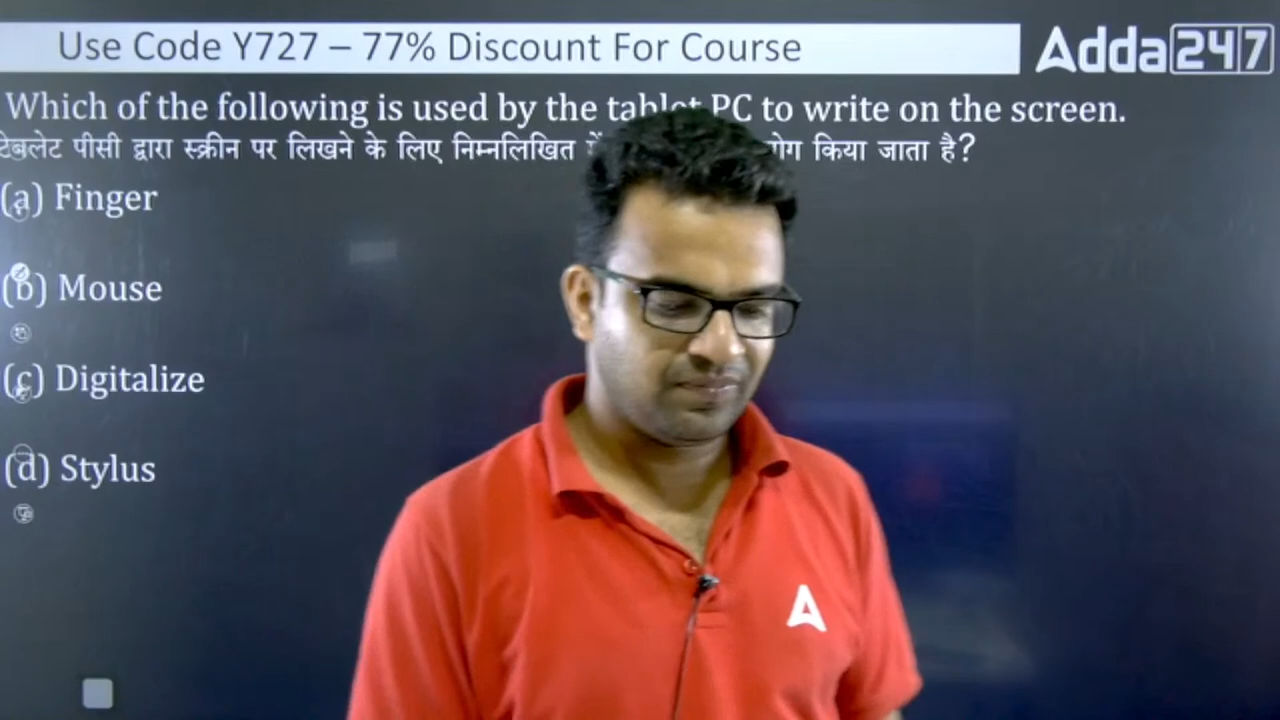 Use Code Y727 – 77% Discount For Course
Adda247
Which of the following is used by the tablet PC to write on the screen.
टेबलेट पीसी द्वारा स्क्रीन पर लिखने के लिए निम्नलिखित किया जाता है?
(a) Finger
(b) Mouse
(c) Digitalize
(d) Stylus